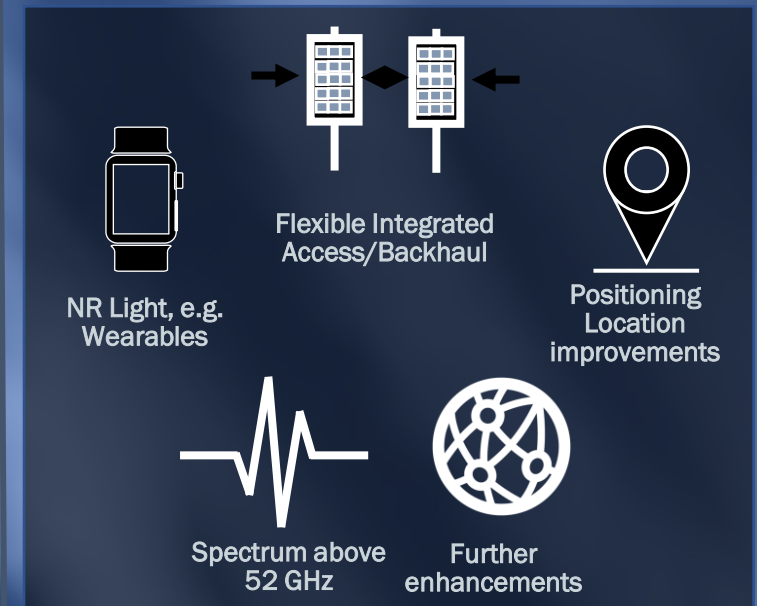 Flexible Integrated
Access/Backhaul
NR Light, e.g.
Wearables
Positioning
Location
improvements
Spectrum above
52 GHz
Further
enhancements